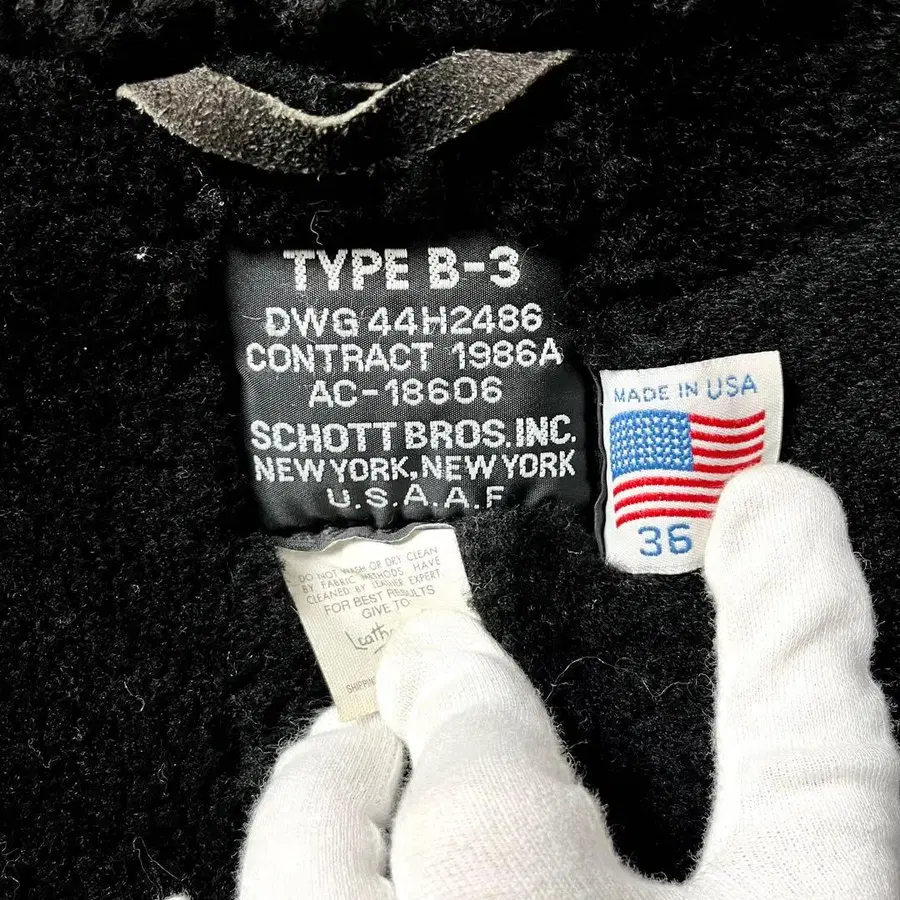 TYPE B-3
DWG 44H2486
CONTRACT 1986A
AC-18606
SCHOTT BROS.INC.
NEW YORK, NEW YORK
U.S.A.A.F
MADE IN USA
36
DO NOT WASH OR DRY CLEAN
BY FABRIC METHODS. HAVE
CLEANED BY LEATHER EXPERT.
FOR BEST RESULTS
GIVE TO